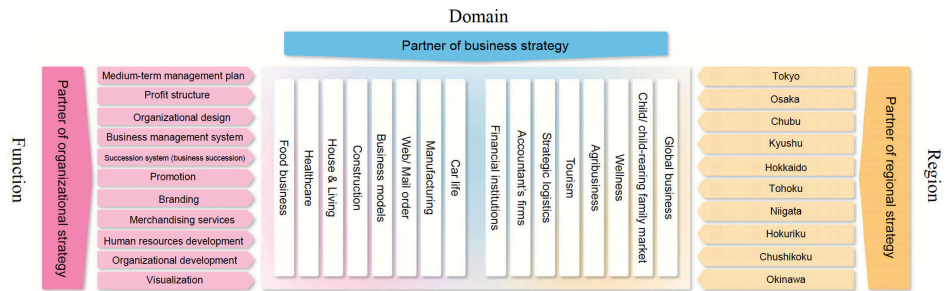 Domain
Partner of business strategy
Function
Partner of organizational strategy
Medium-term management plan
Profit structure
Organizational design
Business management system
Succession system (business succession)
Promotion
Branding
Merchandising services
Human resources development
Organizational development
Visualization
Food business
Healthcare
House & Living
Construction
Business models
Web/ Mail order
Manufacturing
Car life
Financial institutions
Accountant's firms
Strategic logistics
Tourism
Agribusiness
Wellness
Child/ child-rearing family market
Global business
Tokyo
Osaka
Chubu
Kyushu
Hokkaido
Tohoku
Niigata
Hokuriku
Chushikoku
Okinawa
Partner of regional strategy
Region